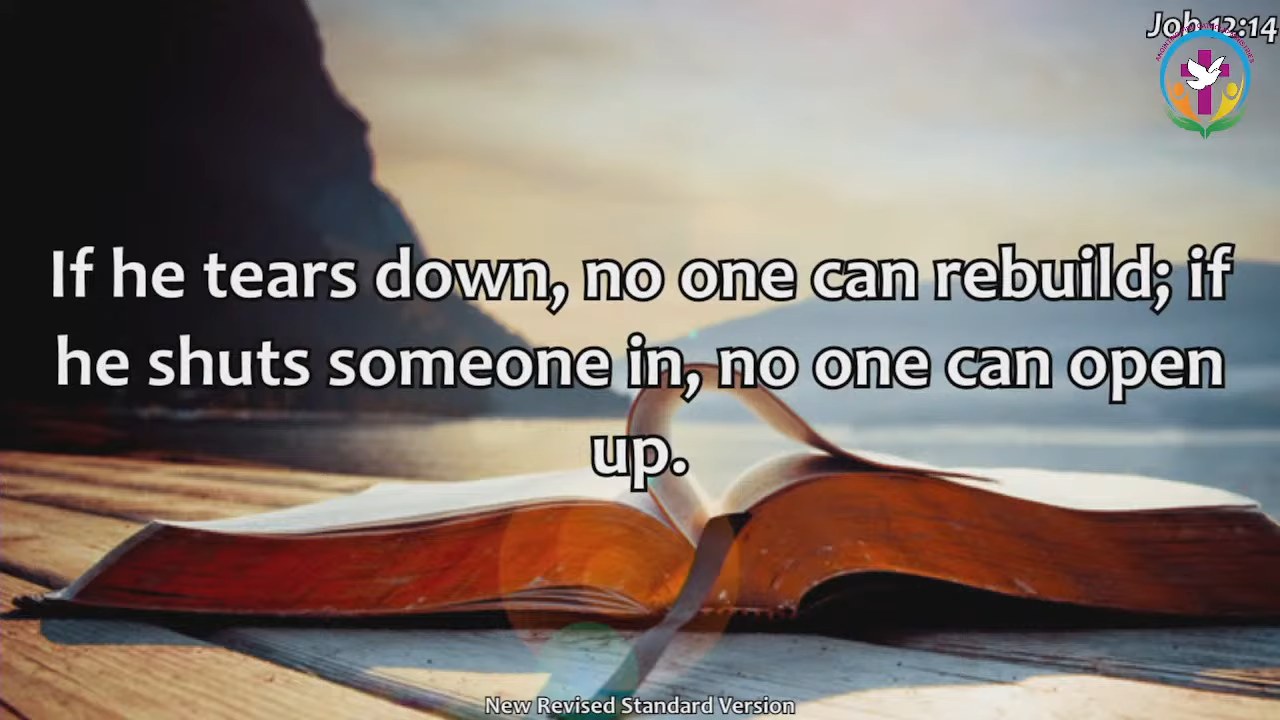 Job 12:14
If he tears down, no one can rebuild; if
he shuts someone in, no one can open
up.
New Revised Standard Version